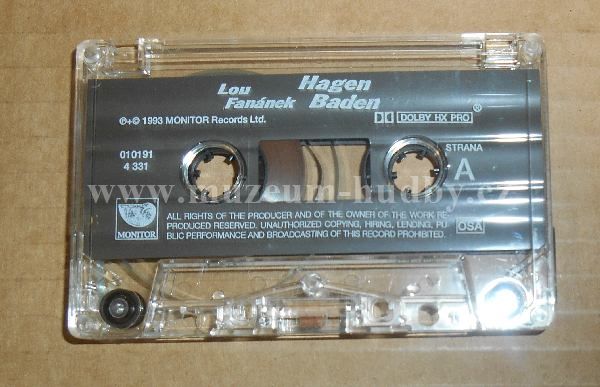 Lou Fanánek
Hagen Baden
℗+© 1993 MONITOR Records Ltd.
DOLBY HX PRO ®
010191
4 331
STRANA
A
www.muzeum-hudby.cz
ALL RIGHTS OF THE PRODUCER AND OF THE OWNER OF THE WORK RE-
PRODUCED RESERVED. UNAUTHORIZED COPYING, HIRING, LENDING, PU
BLIC PERFORMANCE AND BROADCASTING OF THIS RECORD PROHIBITED.
MONITOR
OSA